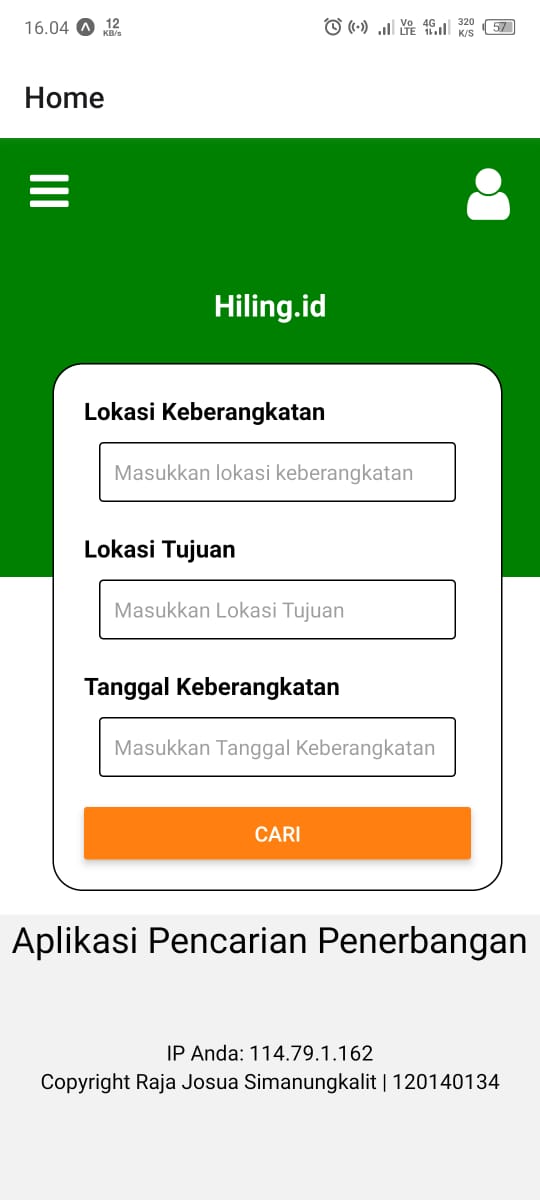 16.04 12 KB/s Vo LTE 4G 320 K/S 57
Home
Hiling.id
Lokasi Keberangkatan
Masukkan lokasi keberangkatan
Lokasi Tujuan
Masukkan Lokasi Tujuan
Tanggal Keberangkatan
Masukkan Tanggal Keberangkatan
CARI
Aplikasi Pencarian Penerbangan
IP Anda: 114.79.1.162
Copyright Raja Josua Simanungkalit | 120140134